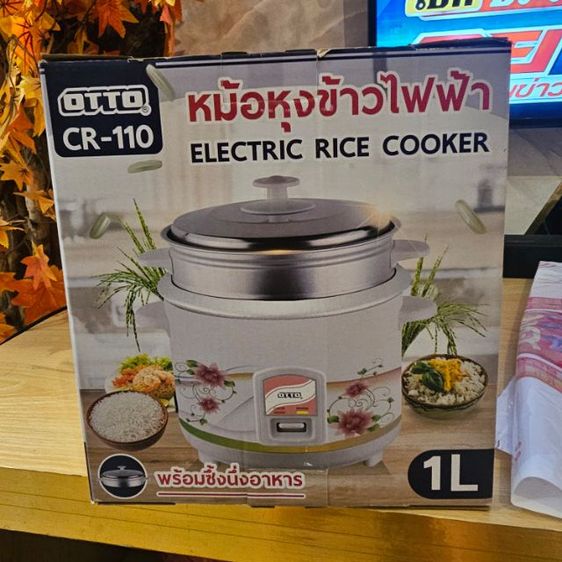 OTTO®
CR-110
หม้อหุงข้าวไฟฟ้า
ELECTRIC RICE COOKER
OTTO
พร้อมซึ้งนึ่งอาหาร
1L